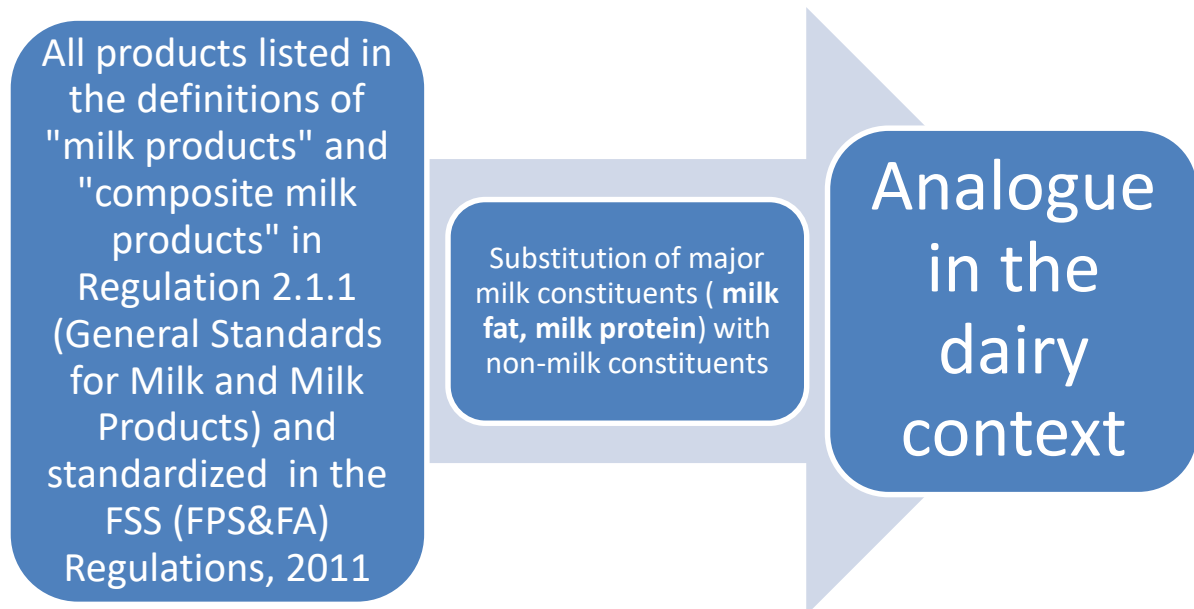 All products listed in
the definitions of
"milk products" and
"composite milk
products" in
Regulation 2.1.1
(General Standards
for Milk and Milk
Products) and
standardized  in the
FSS (FPS&FA)
Regulations, 2011
Substitution of major
milk constituents ( milk
fat, milk protein) with
non-milk constituents
Analogue
in the
dairy
context